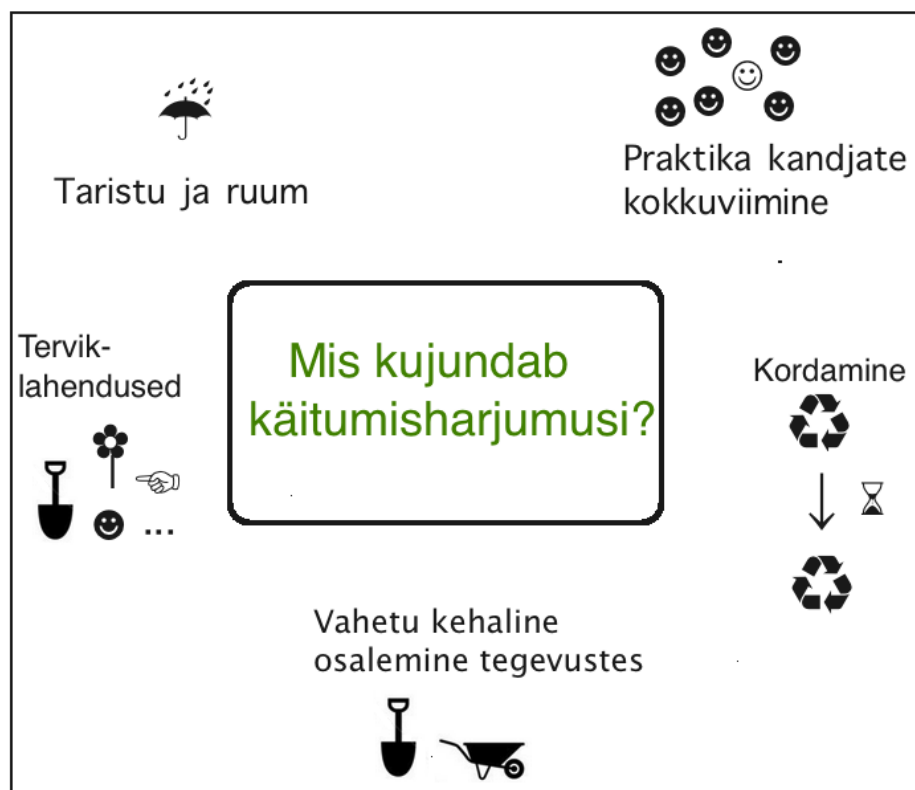 Taristu ja ruum
Praktika kandjate
kokkuviimine
Mis kujundab
käitumisharjumusi?
Tervik-
lahendused
...
Kordamine
Vahetu kehaline
osalemine tegevustes